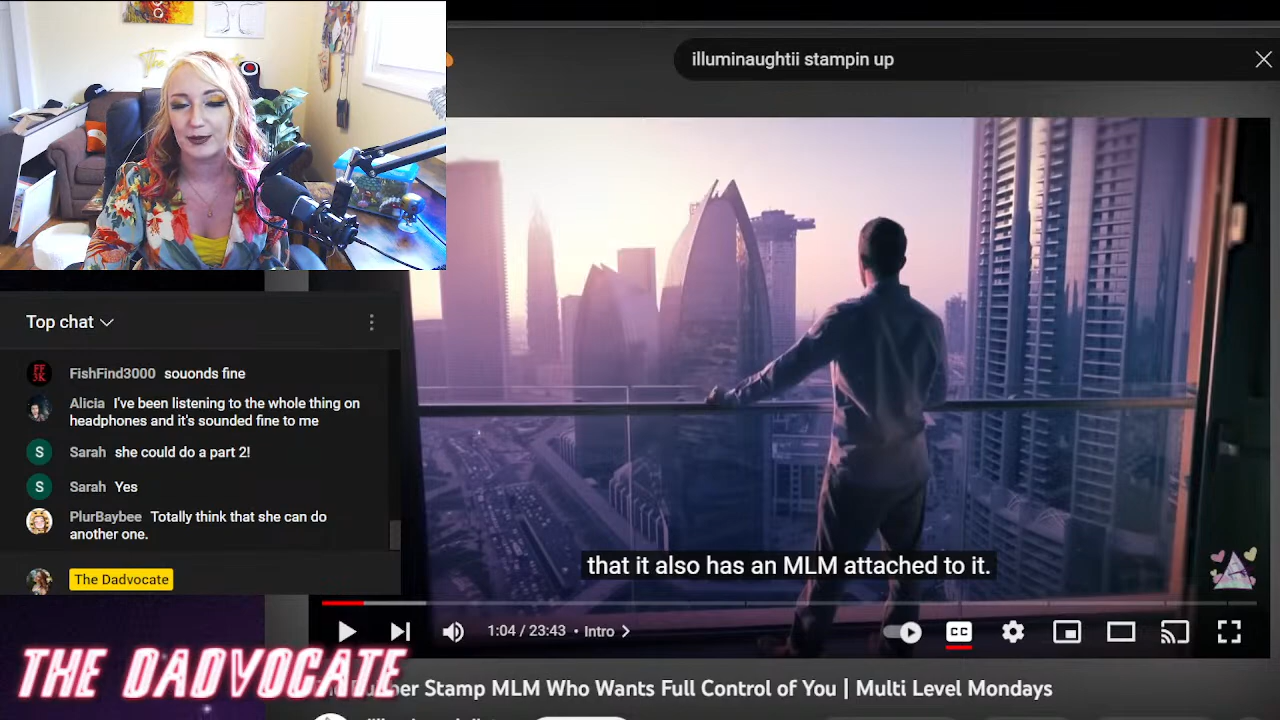 illuminaughtii stampin up
Top chat
FishFind3000 souonds fine
Alicia I've been listening to the whole thing on
headphones and it's sounded fine to me
S Sarah she could do a part 2!
S Sarah Yes
PlurBaybee Totally think that she can do
another one.
The Dadvocate
that it also has an MLM attached to it.
1:04 / 23:43 • Intro
CC
THE DADVOCATE
Stamp MLM Who Wants Full Control of You | Multi Level Mondays